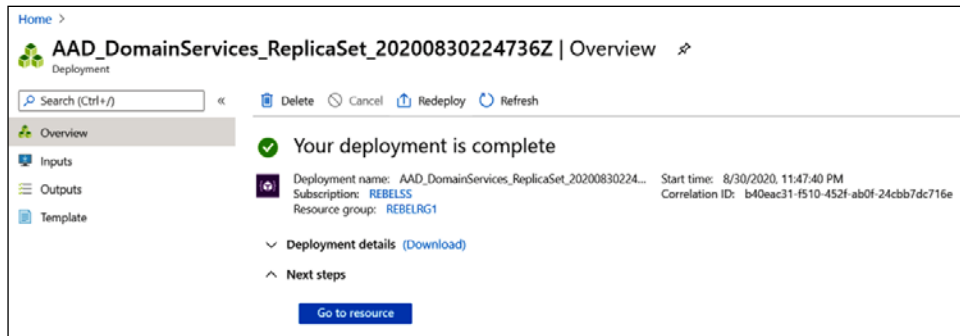 Home >
AAD_DomainServices_ReplicaSet_20200830224736Z | Overview
Deployment
Search (Ctrl+/)
«
Delete Cancel Redeploy Refresh
Overview
Inputs
Outputs
Template
Your deployment is complete
Deployment name: AAD_DomainServices_ReplicaSet_20200830224... Start time: 8/30/2020, 11:47:40 PM
Subscription: REBELSS Correlation ID: b40eac31-f510-452f-ab0f-24cbb7dc716e
Resource group: REBELRG1
Deployment details (Download)
Next steps
Go to resource